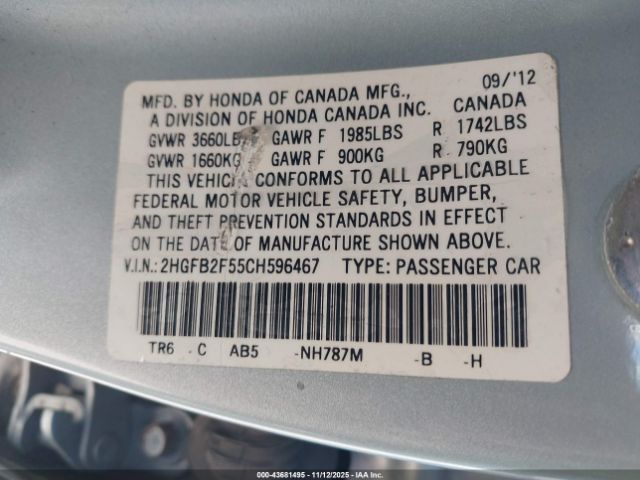 09/'12
MFD. BY HONDA OF CANADA MFG., CANADA
A DIVISION OF HONDA CANADA INC.
GVWR 3660LB GAWR F 1985LBS R 1742LBS
GVWR 1660KG GAWR F 900KG R 790KG
THIS VEHICLE CONFORMS TO ALL APPLICABLE
FEDERAL MOTOR VEHICLE SAFETY, BUMPER,
AND THEFT PREVENTION STANDARDS IN EFFECT
ON THE DATE OF MANUFACTURE SHOWN ABOVE.
V.I.N.: 2HGFB2F55CH596467 TYPE: PASSENGER CAR
TR6 - C AB5 -NH787M -B -H
000-43681495 - 11/12/2025 - IAA Inc.